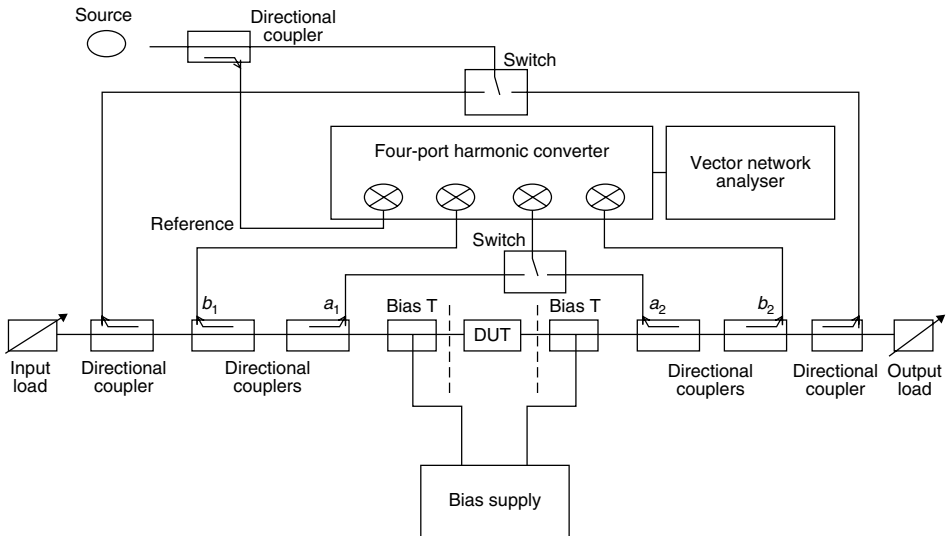 Source
Directional
coupler
Switch
Four-port harmonic converter
Vector network
analyser
Reference
Switch
b1
a1
Bias T
Bias T
a2
b2
DUT
Input
load
Directional
coupler
Directional
couplers
Directional
couplers
Directional
coupler
Output
load
Bias supply